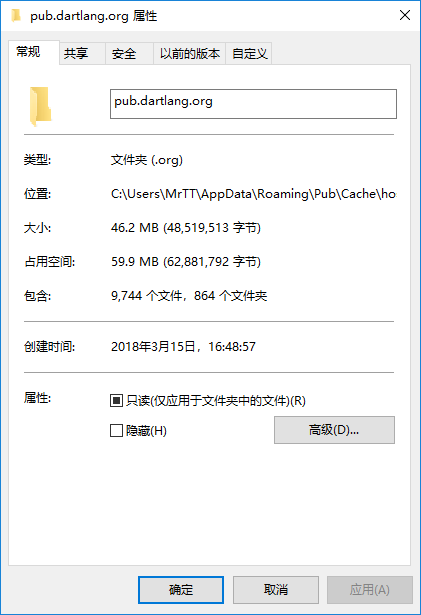 pub.dartlang.org 属性
常规 共享 安全 以前的版本 自定义
pub.dartlang.org
类型: 文件夹 (.org)
位置: C:\Users\MrTT\AppData\Roaming\Pub\Cache\ho
大小: 46.2 MB (48,519,513 字节)
占用空间: 59.9 MB (62,881,792 字节)
包含: 9,744 个文件，864 个文件夹
创建时间: 2018年3月15日，16:48:57
属性: 只读(仅应用于文件夹中的文件)(R)
隐藏(H) 高级(D)...
确定 取消 应用(A)